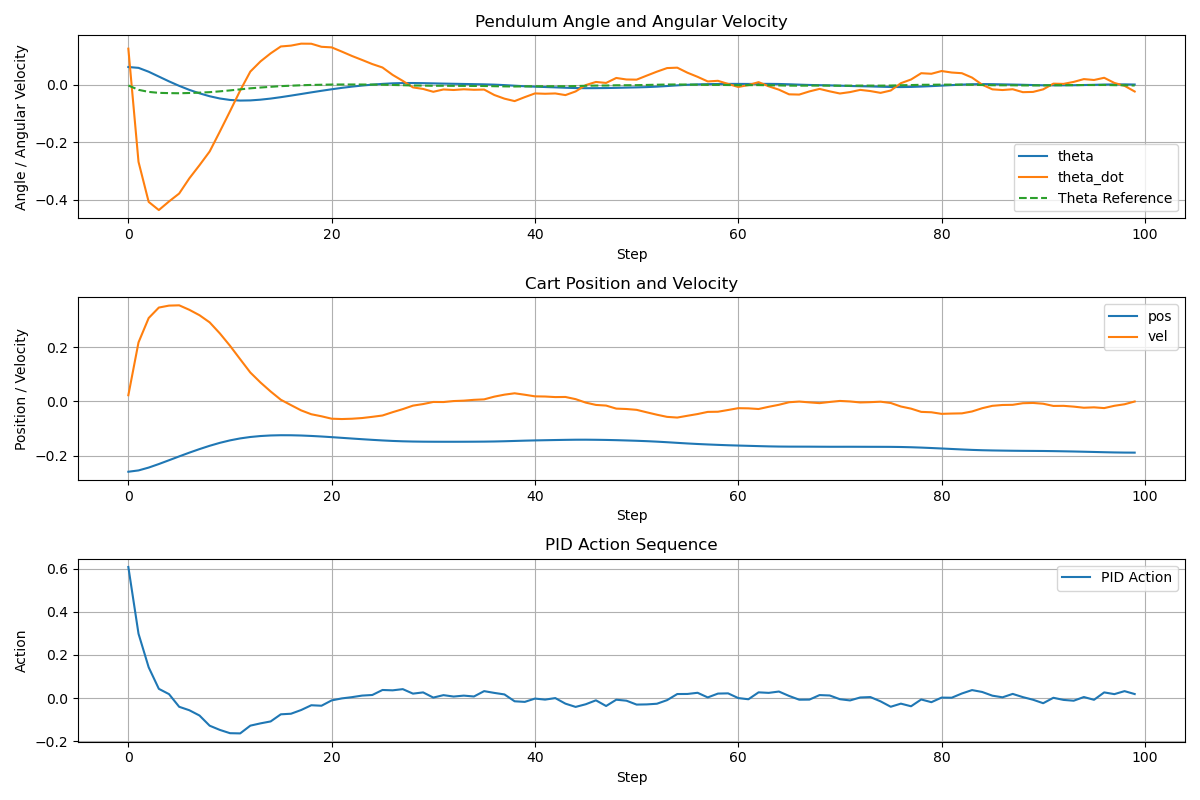 Pendulum Angle and Angular Velocity
Angle / Angular Velocity
0.0
−0.2
−0.4
theta
theta_dot
Theta Reference
0 20 40 60 80 100
Step
Cart Position and Velocity
Position / Velocity
0.2
0.0
−0.2
pos
vel
0 20 40 60 80 100
Step
PID Action Sequence
Action
0.6
0.4
0.2
0.0
−0.2
PID Action
0 20 40 60 80 100
Step